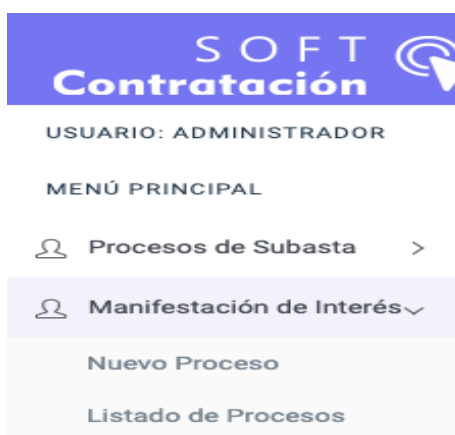 SOFT
Contratación
USUARIO: ADMINISTRADOR
MENÚ PRINCIPAL
Procesos de Subasta >
Manifestación de Interés
Nuevo Proceso
Listado de Procesos